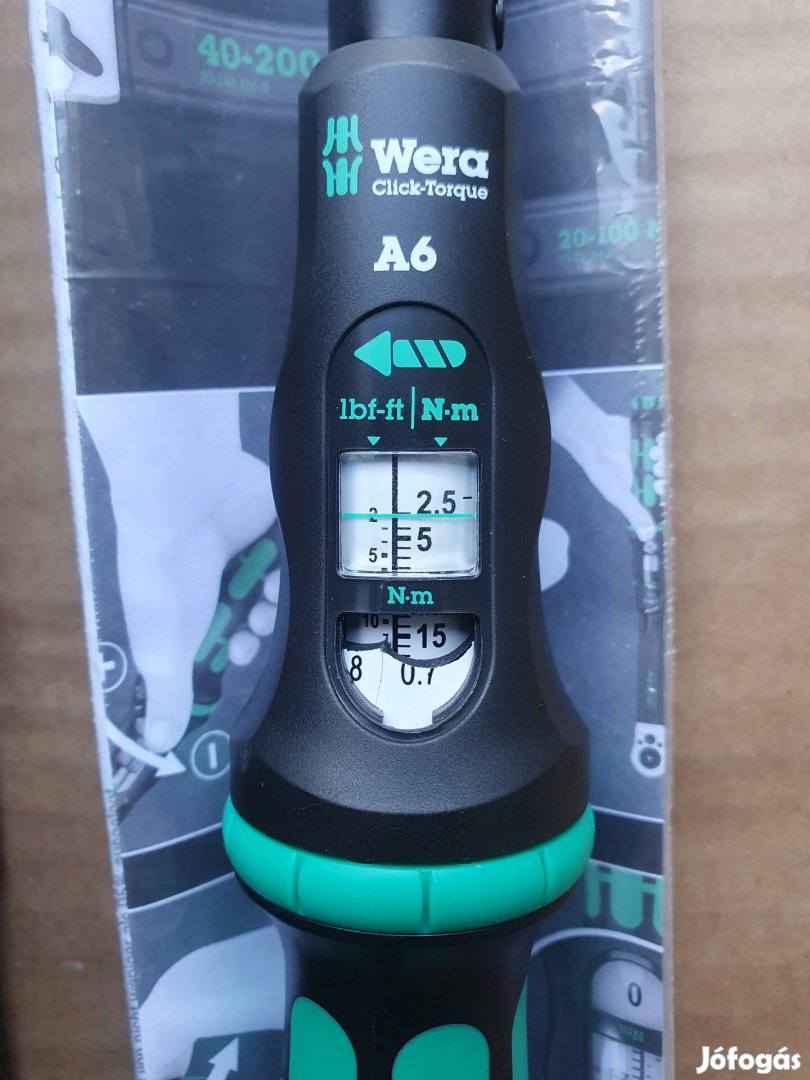 40-200
Wera
Click-Torque
A6
20-100 N
lbf-ft | N·m
2.5
2
5
5
N·m
10
15
8 0.7
0
Jófogás